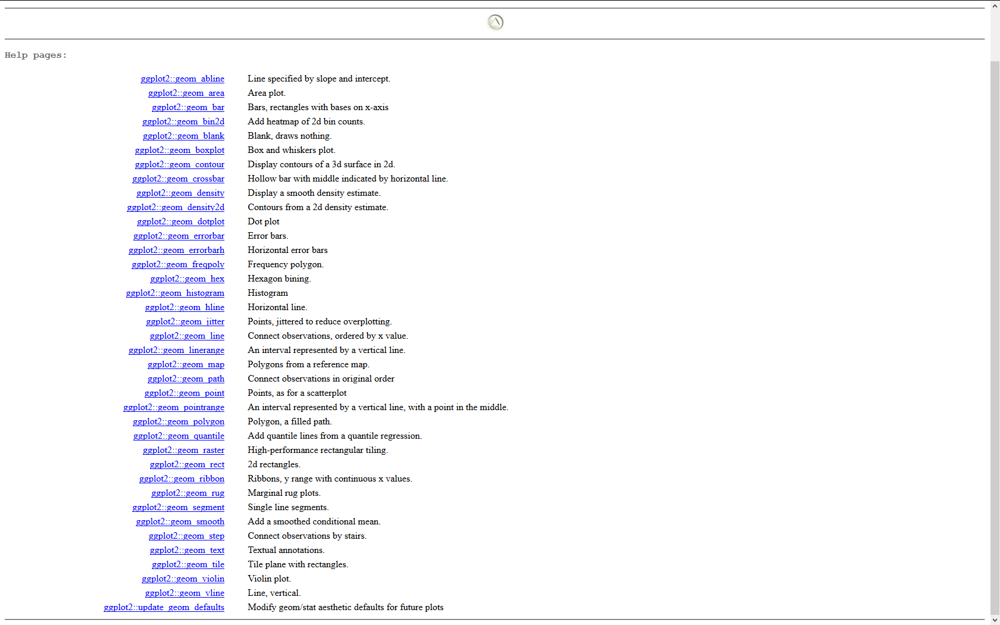 Help pages:
ggplot2::geom_abline Line specified by slope and intercept.
ggplot2::geom_area Area plot.
ggplot2::geom_bar Bars, rectangles with bases on x-axis
ggplot2::geom_bin2d Add heatmap of 2d bin counts.
ggplot2::geom_blank Blank, draws nothing.
ggplot2::geom_boxplot Box and whiskers plot.
ggplot2::geom_contour Display contours of a 3d surface in 2d.
ggplot2::geom_crossbar Hollow bar with middle indicated by horizontal line.
ggplot2::geom_density Display a smooth density estimate.
ggplot2::geom_density2d Contours from a 2d density estimate.
ggplot2::geom_dotplot Dot plot
ggplot2::geom_errorbar Error bars.
ggplot2::geom_errorbarh Horizontal error bars
ggplot2::geom_freqpoly Frequency polygon.
ggplot2::geom_hex Hexagon bining.
ggplot2::geom_histogram Histogram
ggplot2::geom_hline Horizontal line.
ggplot2::geom_jitter Points, jittered to reduce overplotting.
ggplot2::geom_line Connect observations, ordered by x value.
ggplot2::geom_linerange An interval represented by a vertical line.
ggplot2::geom_map Polygons from a reference map.
ggplot2::geom_path Connect observations in original order
ggplot2::geom_point Points, as for a scatterplot
ggplot2::geom_pointrange An interval represented by a vertical line, with a point in the middle.
ggplot2::geom_polygon Polygon, a filled path.
ggplot2::geom_quantile Add quantile lines from a quantile regression.
ggplot2::geom_raster High-performance rectangular tiling.
ggplot2::geom_rect 2d rectangles.
ggplot2::geom_ribbon Ribbons, y range with continuous x values.
ggplot2::geom_rug Marginal rug plots.
ggplot2::geom_segment Single line segments.
ggplot2::geom_smooth Add a smoothed conditional mean.
ggplot2::geom_step Connect observations by stairs.
ggplot2::geom_text Textual annotations.
ggplot2::geom_tile Tile plane with rectangles.
ggplot2::geom_violin Violin plot.
ggplot2::geom_vline Line, vertical.
ggplot2::update_geom_defaults Modify geom/stat aesthetic defaults for future plots